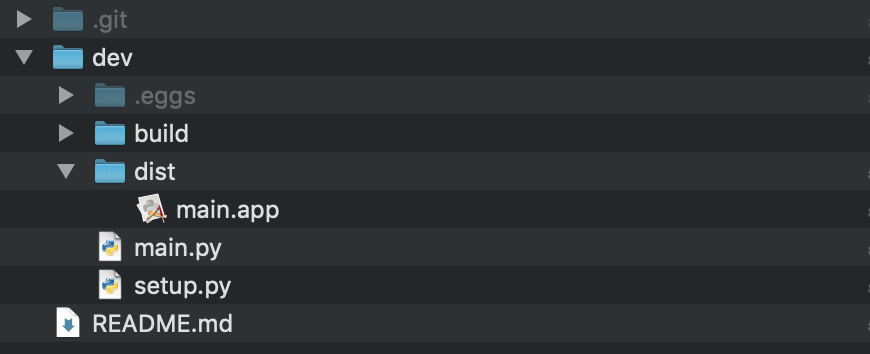 .git
dev
.eggs
build
dist
main.app
main.py
setup.py
README.md